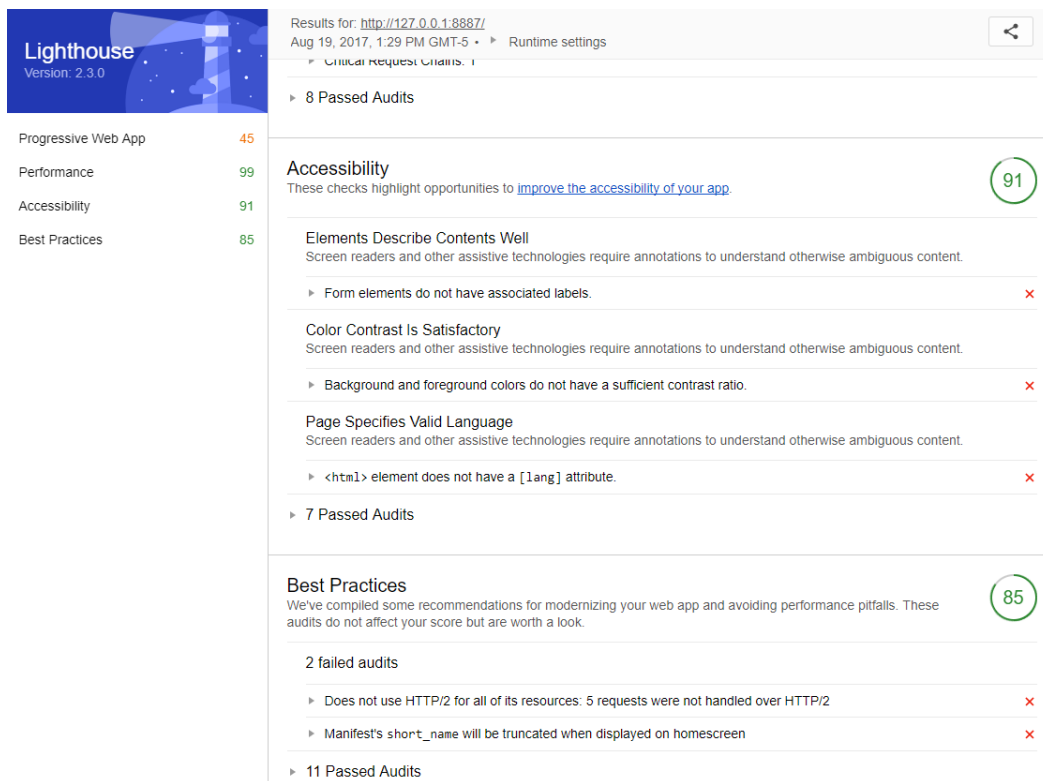 Lighthouse
Version: 2.3.0
Progressive Web App 45
Performance 99
Accessibility 91
Best Practices 85
Results for: http://127.0.0.1:8887/
Aug 19, 2017, 1:29 PM GMT-5 • Runtime settings
Critical Request Chains: 1
8 Passed Audits
Accessibility
These checks highlight opportunities to improve the accessibility of your app.
91
Elements Describe Contents Well
Screen readers and other assistive technologies require annotations to understand otherwise ambiguous content.
Form elements do not have associated labels.
Color Contrast Is Satisfactory
Screen readers and other assistive technologies require annotations to understand otherwise ambiguous content.
Background and foreground colors do not have a sufficient contrast ratio.
Page Specifies Valid Language
Screen readers and other assistive technologies require annotations to understand otherwise ambiguous content.
<html> element does not have a [lang] attribute.
7 Passed Audits
Best Practices
We've compiled some recommendations for modernizing your web app and avoiding performance pitfalls. These
audits do not affect your score but are worth a look.
85
2 failed audits
Does not use HTTP/2 for all of its resources: 5 requests were not handled over HTTP/2
Manifest's short_name will be truncated when displayed on homescreen
11 Passed Audits